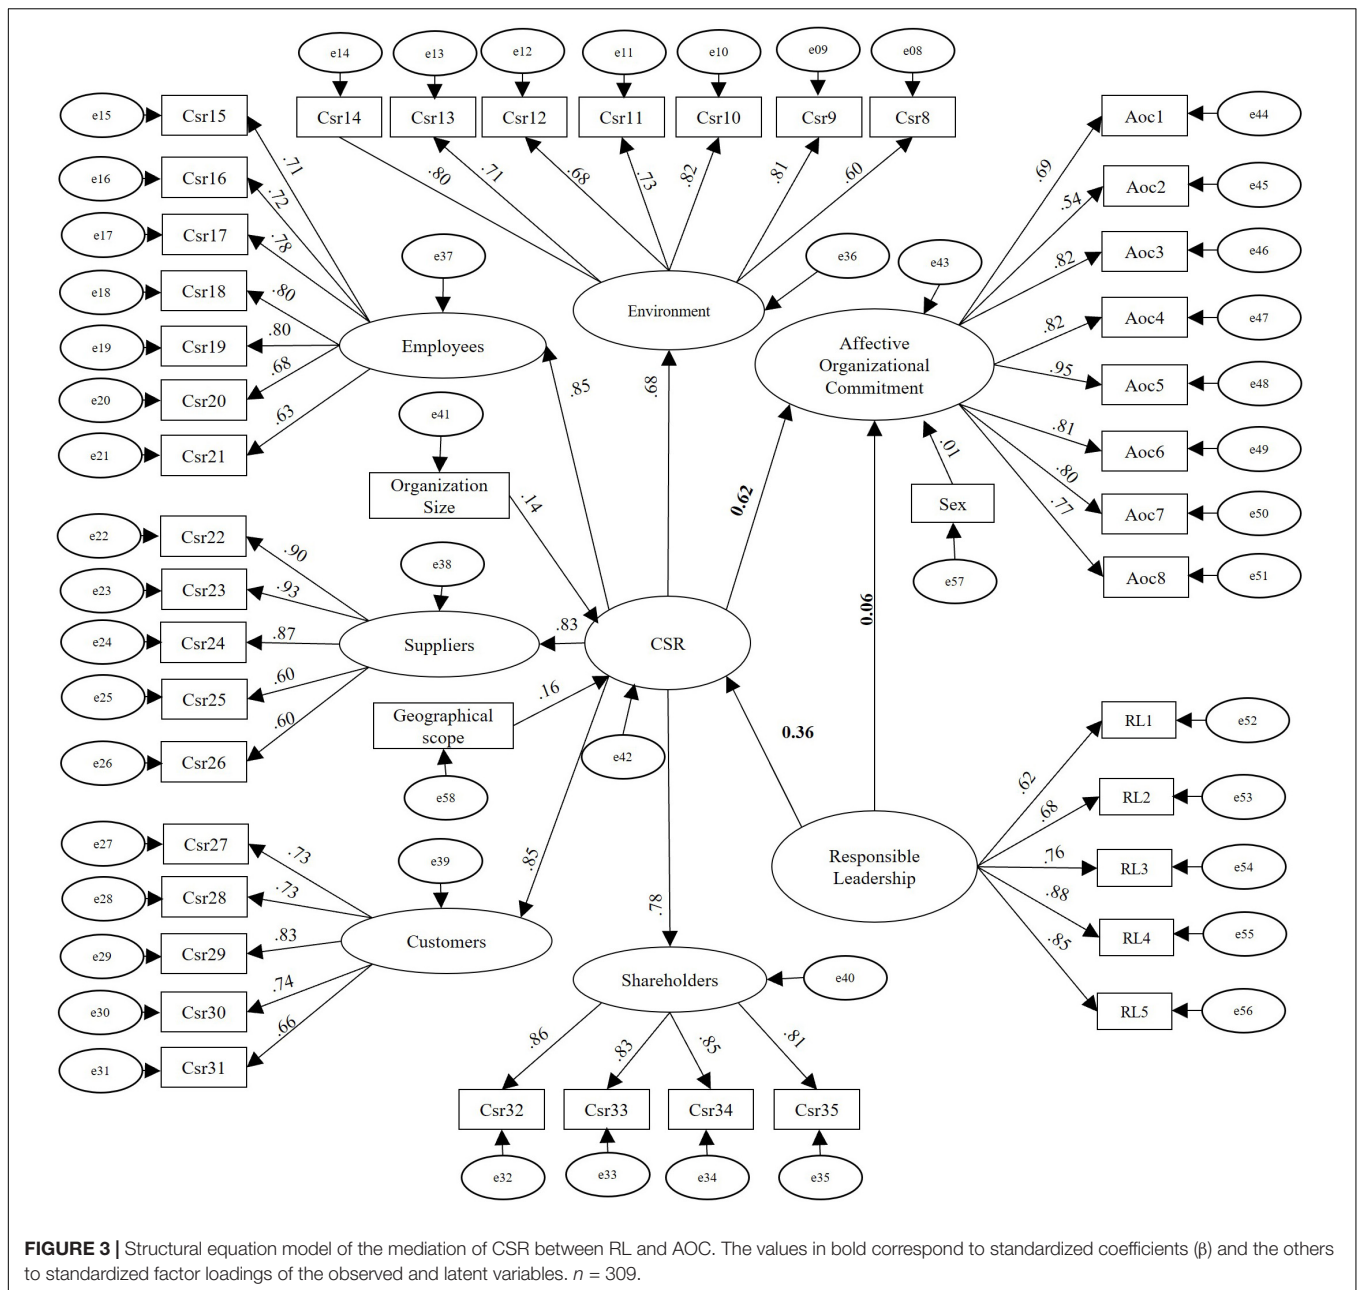 e14
e13
e12
e11
e10
e09
e08
Csr14
Csr13
Csr12
Csr11
Csr10
Csr9
Csr8
.80
.71
.68
.73
.82
.81
.60
e15
Csr15
.71
e16
Csr16
.72
e17
Csr17
.78
e18
Csr18
.80
e19
Csr19
.80
e20
Csr20
.68
e21
Csr21
.63
e37
Employees
.85
Environment
e36
.68
e43
Affective
Organizational
Commitment
0.62
.01
Sex
e57
0.06
.69
Aoc1
e44
.54
Aoc2
e45
.82
Aoc3
e46
.82
Aoc4
e47
.95
Aoc5
e48
.81
Aoc6
e49
.80
Aoc7
e50
.77
Aoc8
e51
e41
Organization
Size
.14
e22
Csr22
.90
e23
Csr23
.93
e24
Csr24
.87
e25
Csr25
.60
e26
Csr26
.60
e38
Suppliers
.83
CSR
Geographical
scope
.16
e58
e42
0.36
Responsible
Leadership
.62
RL1
e52
.68
RL2
e53
.76
RL3
e54
.88
RL4
e55
.85
RL5
e56
e27
Csr27
.73
e28
Csr28
.73
e29
Csr29
.83
e30
Csr30
.74
e31
Csr31
.66
e39
Customers
.85
.78
Shareholders
e40
.86
.83
.85
.81
Csr32
Csr33
Csr34
Csr35
e32
e33
e34
e35
FIGURE 3 | Structural equation model of the mediation of CSR between RL and AOC. The values in bold correspond to standardized coefficients (β) and the others
to standardized factor loadings of the observed and latent variables. n = 309.